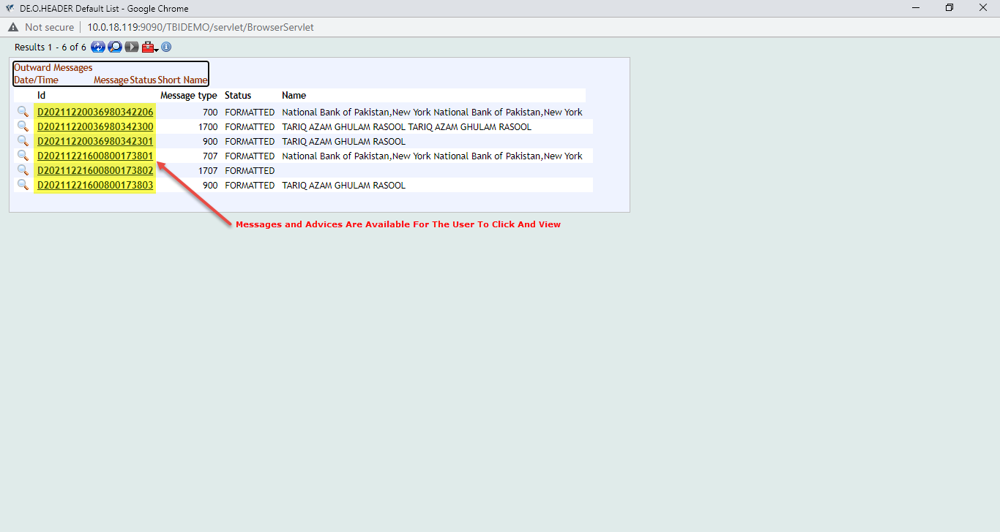 DE.O.HEADER Default List - Google Chrome
Not secure 10.0.18.119:9090/TBIDEMO/servlet/BrowserServlet
Results 1 - 6 of 6
Outward Messages
Date/Time Message Status Short Name
Id Message type Status Name
D20211220036980342206 700 FORMATTED National Bank of Pakistan,New York National Bank of Pakistan,New York
D20211220036980342300 1700 FORMATTED TARIQ AZAM GHULAM RASOOL TARIQ AZAM GHULAM RASOOL
D20211220036980342301 900 FORMATTED TARIQ AZAM GHULAM RASOOL
D20211221600800173801 707 FORMATTED National Bank of Pakistan,New York National Bank of Pakistan,New York
D20211221600800173802 1707 FORMATTED
D20211221600800173803 900 FORMATTED TARIQ AZAM GHULAM RASOOL
Messages and Advices Are Available For The User To Click And View